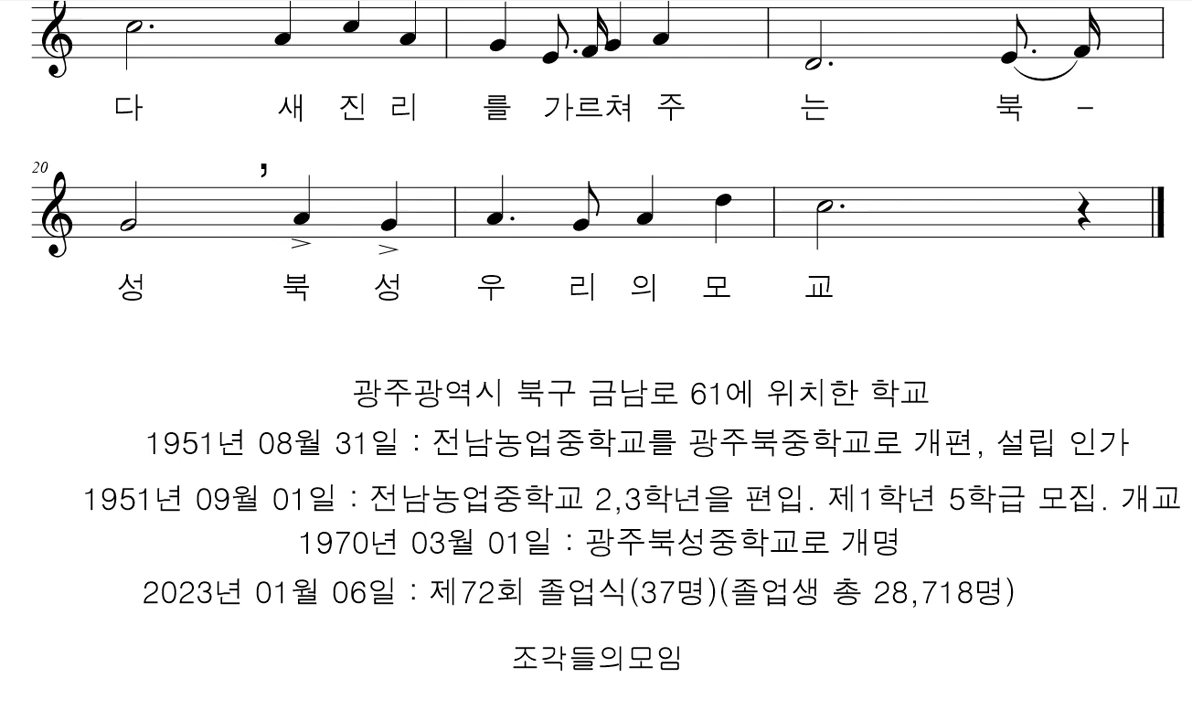 다 새 진 리 를 가르쳐 주 는 북 –
20
성 북 성 우 리 의 모 교
광주광역시 북구 금남로 61에 위치한 학교
1951년 08월 31일 : 전남농업중학교를 광주북중학교로 개편, 설립 인가
1951년 09월 01일 : 전남농업중학교 2,3학년을 편입. 제1학년 5학급 모집. 개교
1970년 03월 01일 : 광주북성중학교로 개명
2023년 01월 06일 : 제72회 졸업식(37명)(졸업생 총 28,718명)
조각들의모임